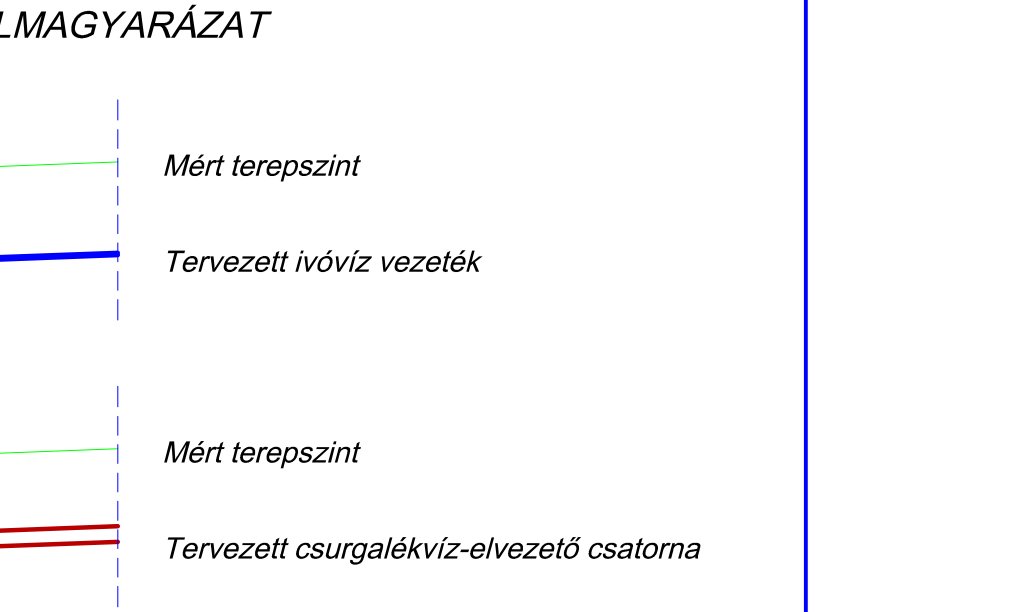 LMAGYARÁZAT
Mért terepszint
Tervezett ivóvíz vezeték
Mért terepszint
Tervezett csurgalékvíz-elvezető csatorna